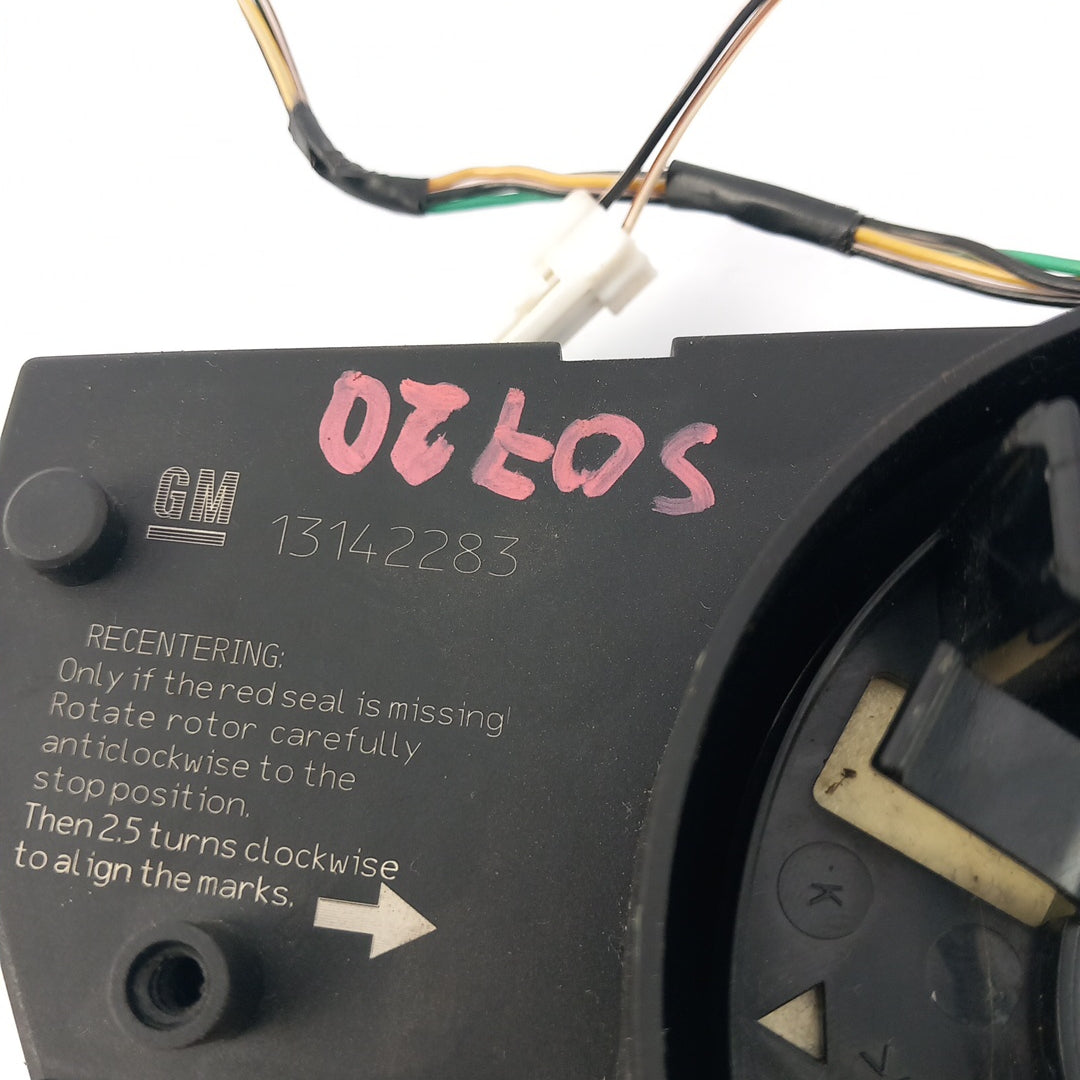 50720
GM
13142283
RECENTERING:
Only if the red seal is missing!
Rotate rotor carefully
anticlockwise to the
stop position.
Then 2.5 turns clockwise
to align the marks.
K